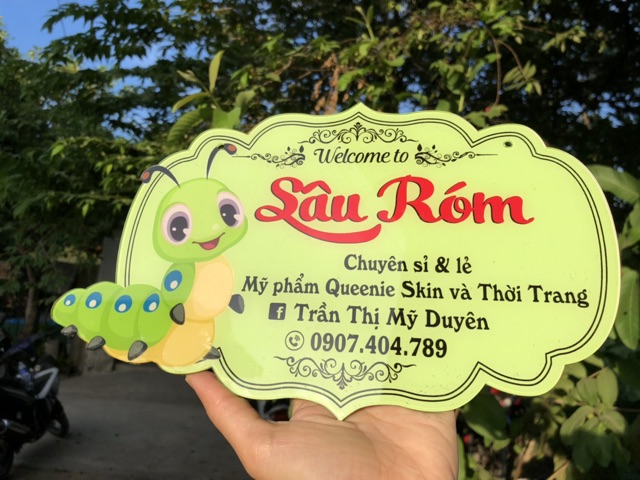 Welcome to
Sâu Róm
Chuyên sỉ & lẻ
Mỹ phẩm Queenie Skin và Thời Trang
Trần Thị Mỹ Duyên
0907.404.789